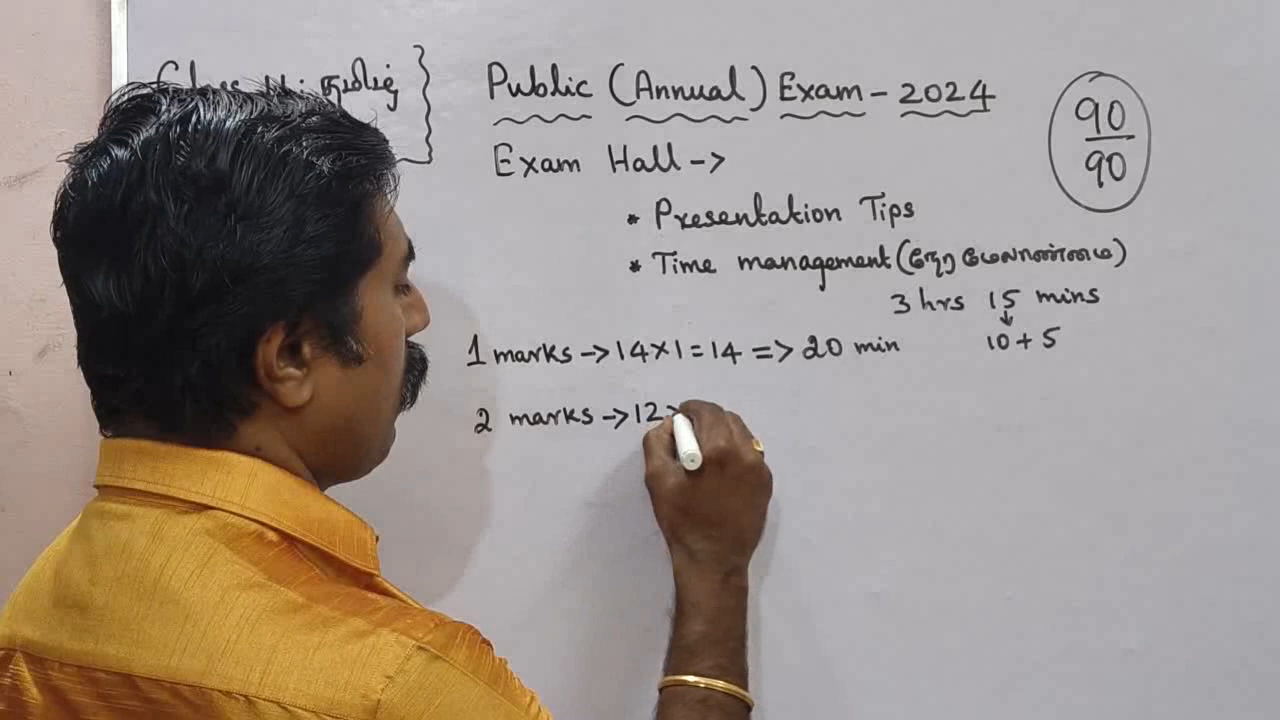 தமிழ்
Public (Annual) Exam - 2024
90
90
Exam Hall ->
* Presentation Tips
* Time management (நேர மேலாண்மை)
3 hrs 15 mins
10 + 5
1 marks -> 14 x 1 = 14 => 20 min
2 marks -> 12 x